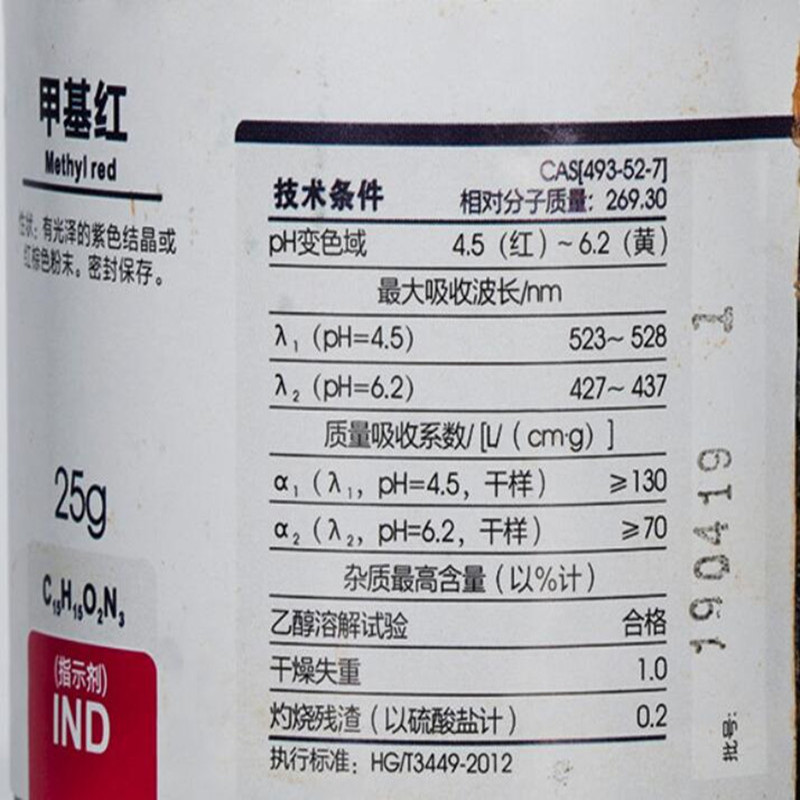 甲基红
Methyl red
性状：有光泽的紫色结晶或
红棕色粉末。密封保存。
25g
C₁₅H₁₅O₂N₃
(指示剂)
IND
CAS[493-52-7]
技术条件 相对分子质量：269.30
pH变色域 4.5（红）~6.2（黄）
最大吸收波长/nm
λ₁（pH=4.5） 523~528
λ₂（pH=6.2） 427~437
质量吸收系数/[L/（cm·g）]
α₁（λ₁，pH=4.5，干样） ≥130
α₂（λ₂，pH=6.2，干样） ≥70
杂质最高含量（以%计）
乙醇溶解试验 合格
干燥失重 1.0
灼烧残渣（以硫酸盐计） 0.2
执行标准：HG/T3449-2012
批号：190419 1